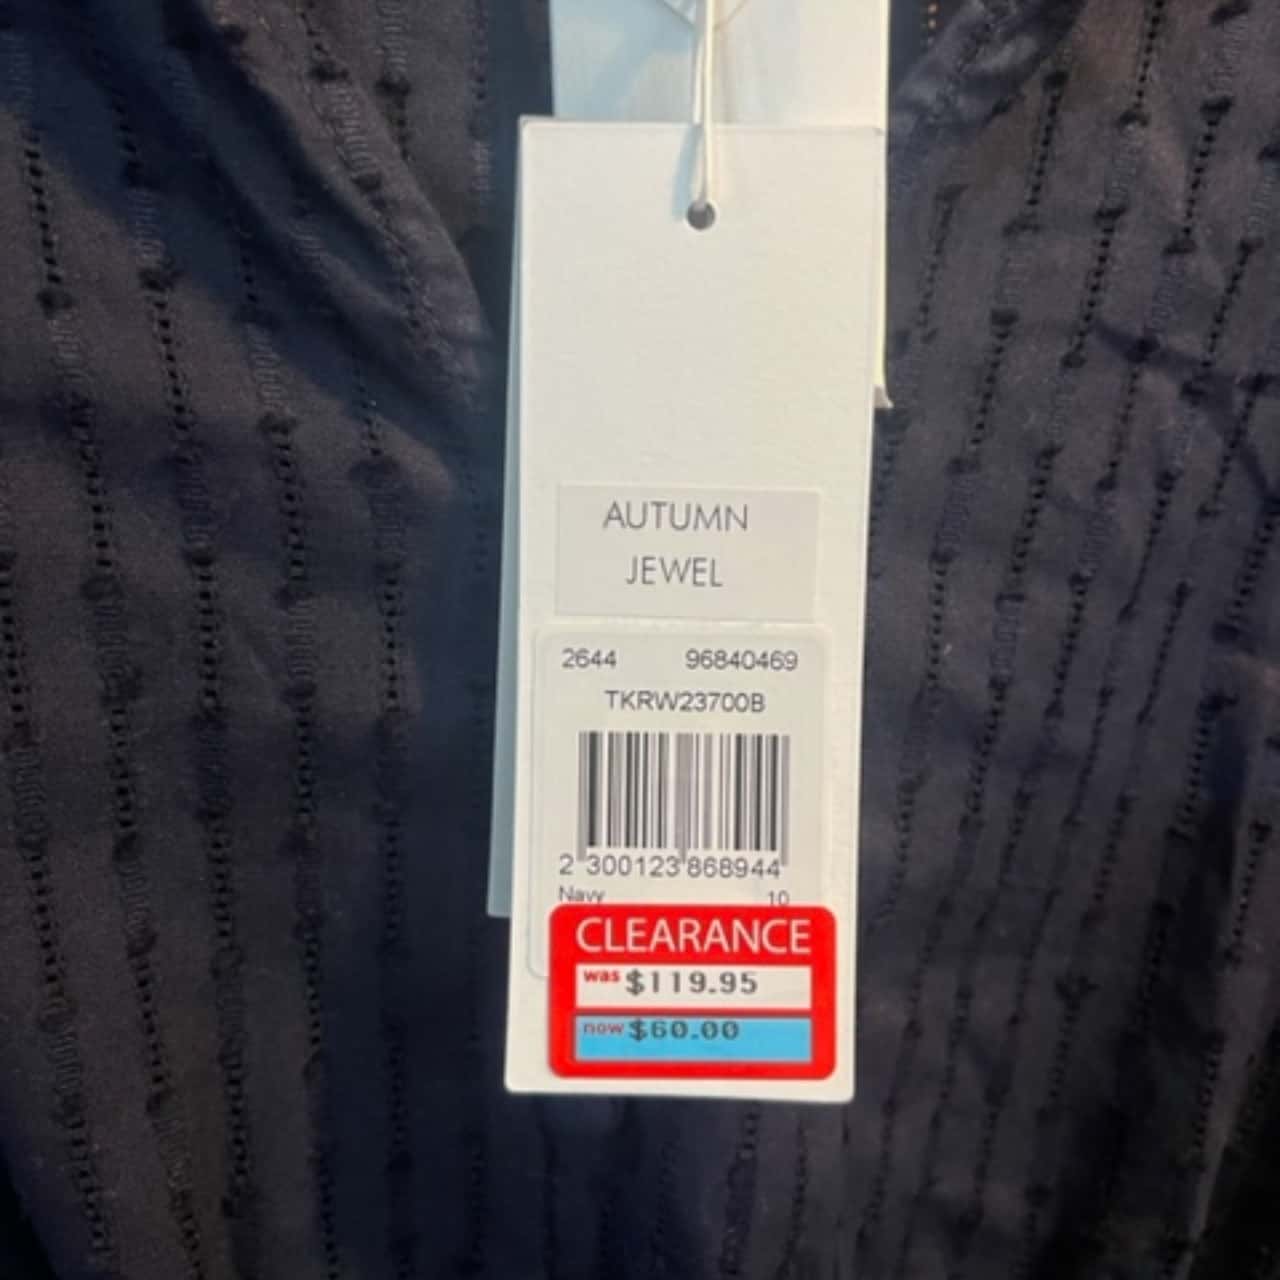 AUTUMN
JEWEL
2644 96840469
TKRW23700B
2 300123 868944
Navy 10
CLEARANCE
was $119.95
now $60.00